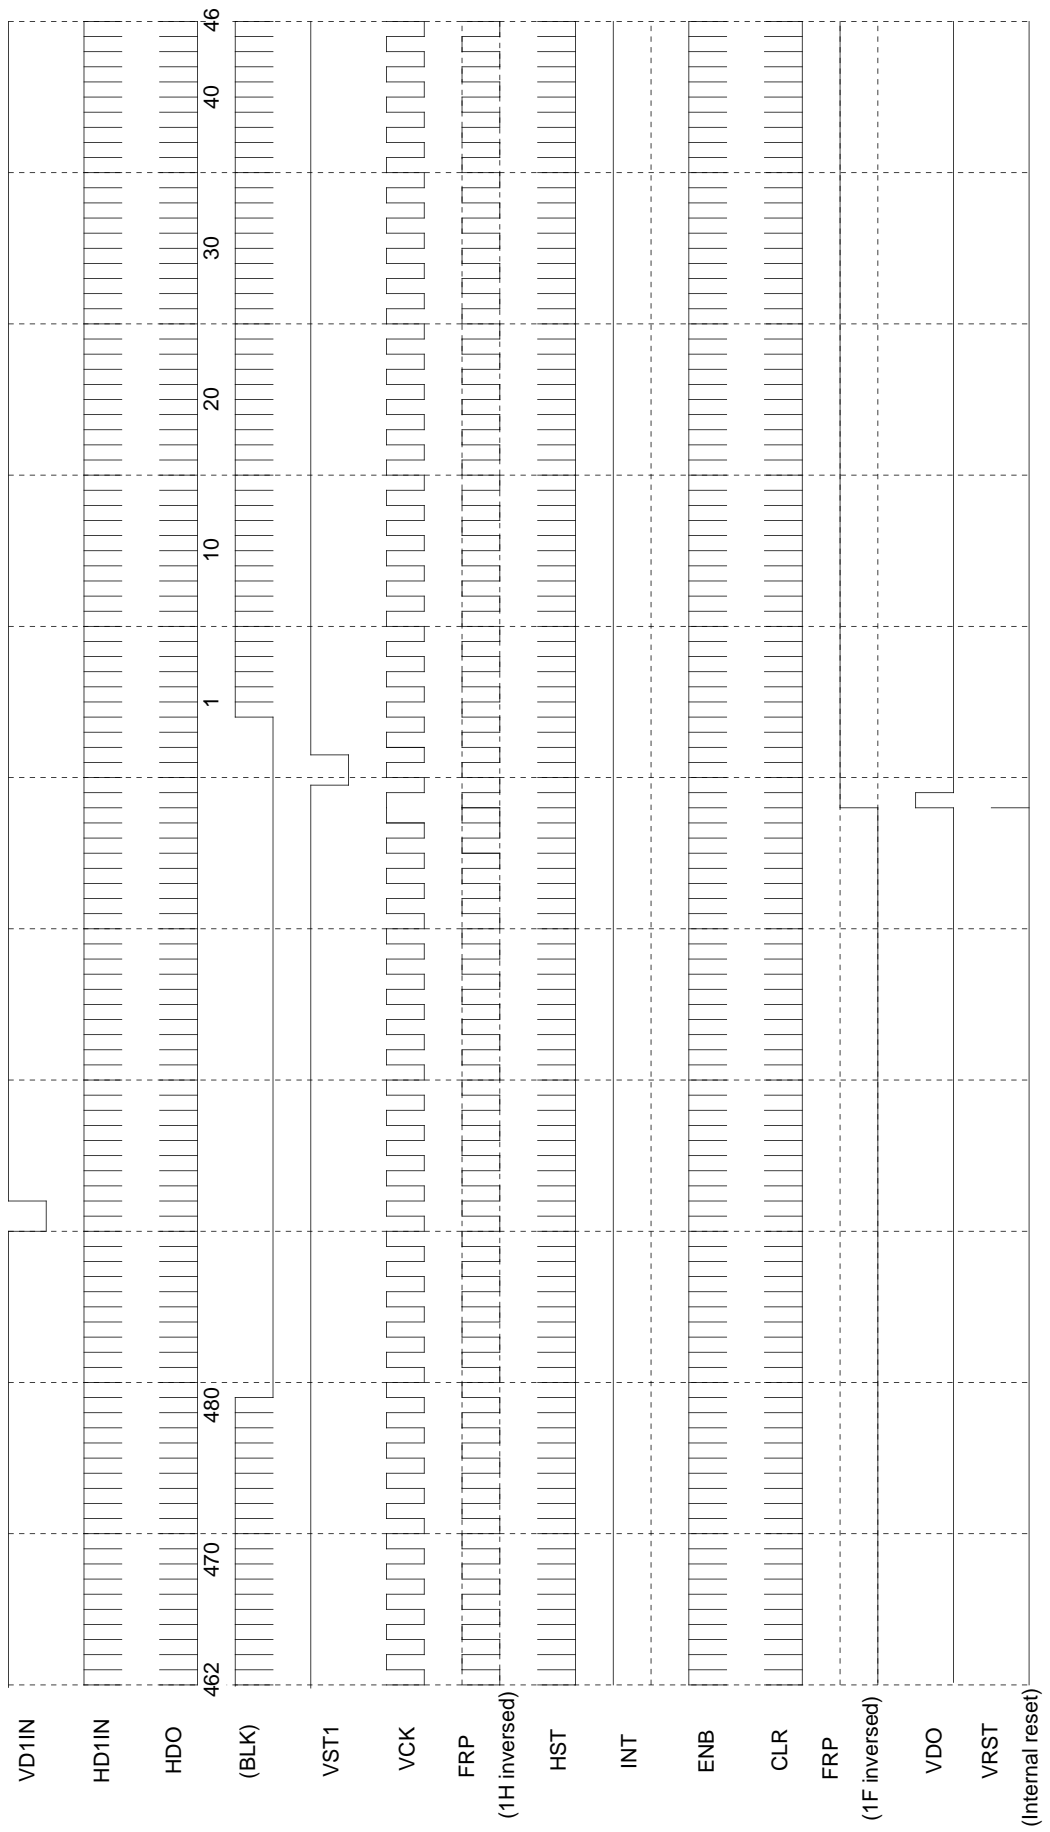 VD1IN
HD1IN
HDO
462 470 480 1 10 20 30 40 46
(BLK)
VST1
VCK
FRP
(1H inversed)
HST
INT
ENB
CLR
FRP
(1F inversed)
VDO
VRST
(Internal reset)